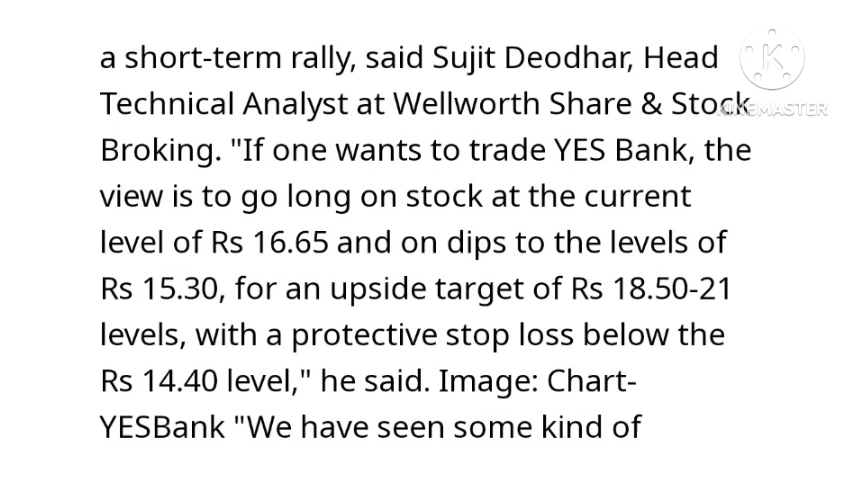 a short-term rally, said Sujit Deodhar, Head
Technical Analyst at Wellworth Share & Stock
Broking. "If one wants to trade YES Bank, the
view is to go long on stock at the current
level of Rs 16.65 and on dips to the levels of
Rs 15.30, for an upside target of Rs 18.50-21
levels, with a protective stop loss below the
Rs 14.40 level," he said. Image: Chart-
YESBank "We have seen some kind of
K
KINEMASTER